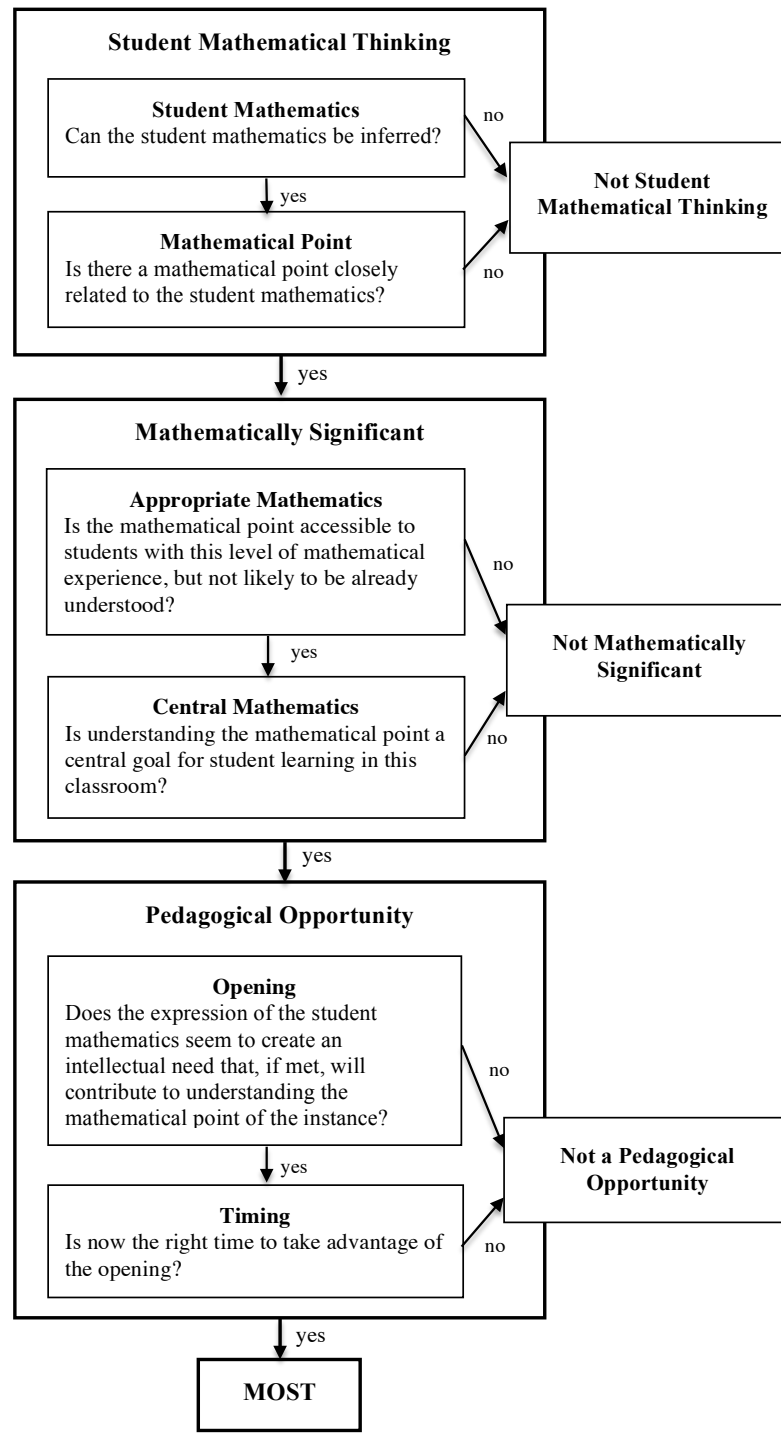 Student Mathematical Thinking
Student Mathematics
Can the student mathematics be inferred?
no
Not Student
Mathematical Thinking
yes
Mathematical Point
Is there a mathematical point closely
related to the student mathematics?
no
yes
Mathematically Significant
Appropriate Mathematics
Is the mathematical point accessible to
students with this level of mathematical
experience, but not likely to be already
understood?
no
Not Mathematically
Significant
yes
Central Mathematics
Is understanding the mathematical point a
central goal for student learning in this
classroom?
no
yes
Pedagogical Opportunity
Opening
Does the expression of the student
mathematics seem to create an
intellectual need that, if met, will
contribute to understanding the
mathematical point of the instance?
no
Not a Pedagogical
Opportunity
yes
Timing
Is now the right time to take advantage of
the opening?
no
yes
MOST